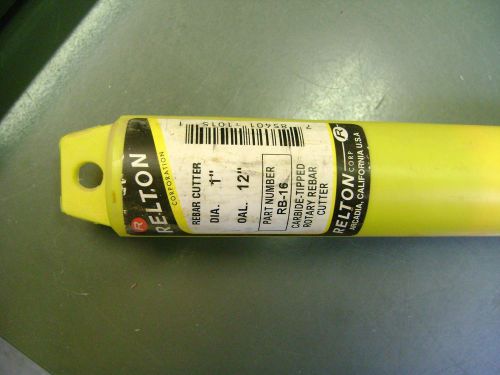 RELTON
CORPORATION
REBAR CUTTER
DIA. 1"
OAL. 12"
PART NUMBER
RB-16
CARBIDE-TIPPED
ROTARY REBAR
CUTTER
R
RELTON
CORP
ARCADIA, CALIFORNIA U.S.A